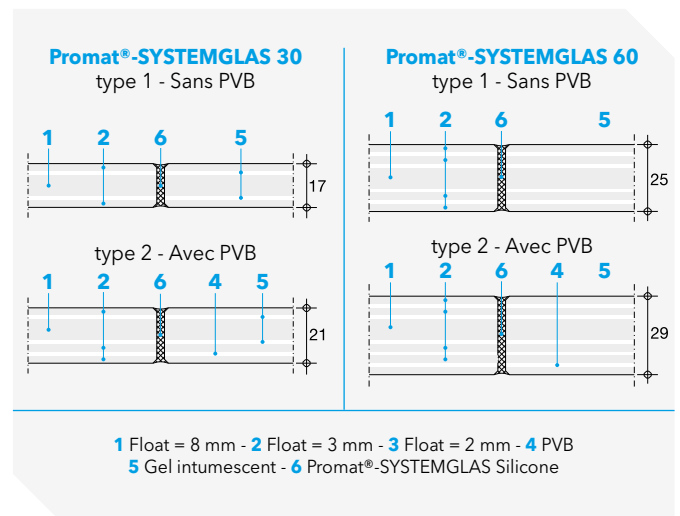 Promat®-SYSTEMGLAS 30
type 1 - Sans PVB
1 2 6 5
17
type 2 - Avec PVB
1 2 6 4 5
21
Promat®-SYSTEMGLAS 60
type 1 - Sans PVB
1 2 6 5
25
type 2 - Avec PVB
1 2 6 4 5
29
1 Float = 8 mm - 2 Float = 3 mm - 3 Float = 2 mm - 4 PVB
5 Gel intumescent - 6 Promat®-SYSTEMGLAS Silicone